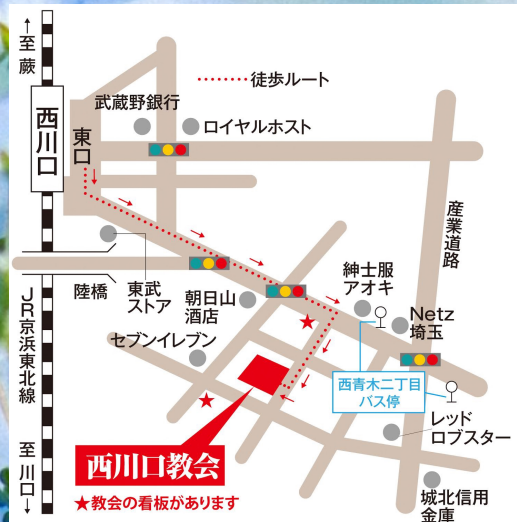 ←至 蕨
西川口
東口
徒歩ルート
武蔵野銀行
ロイヤルホスト
産業道路
陸橋
東武
ストア
朝日山
酒店
紳士服
アオキ
Netz
埼玉
セブンイレブン
西青木二丁目
バス停
JR京浜東北線
至 川口→
レッド
ロブスター
西川口教会
★教会の看板があります
城北信用
金庫